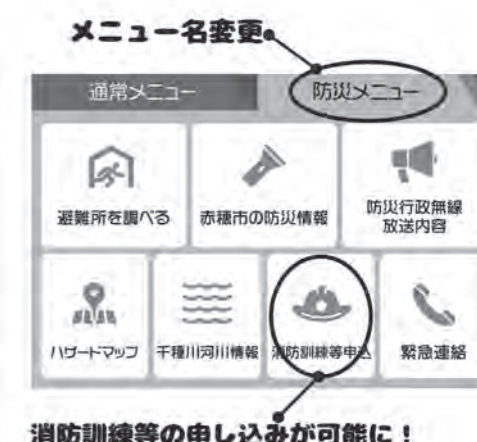 メニュー名変更
通常メニュー
防災メニュー
避難所を調べる
赤穂市の防災情報
防災行政無線
放送内容
ハザードマップ
千種川河川情報
消防訓練等申込
緊急連絡
消防訓練等の申し込みが可能に！